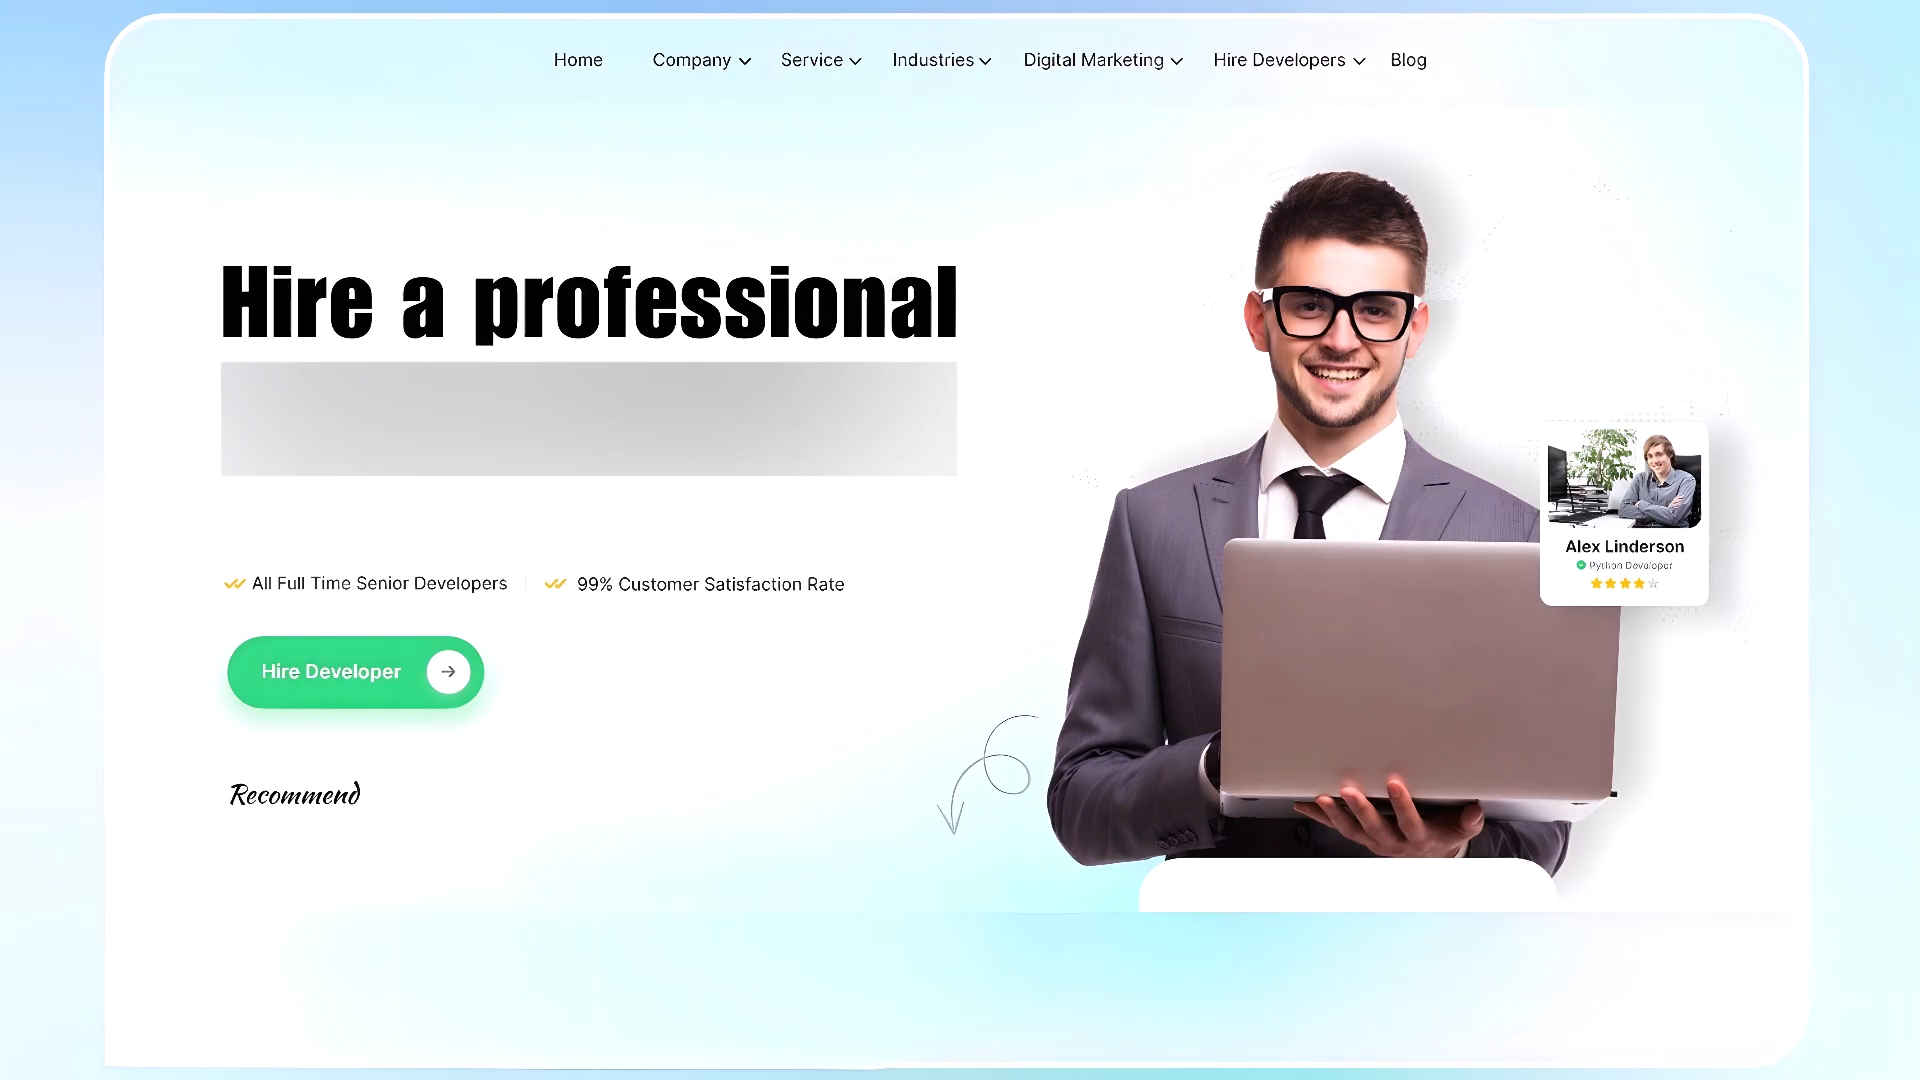 Home Company Service Industries Digital Marketing Hire Developers Blog
Hire a professional
All Full Time Senior Developers 99% Customer Satisfaction Rate
Hire Developer
Recommend
Alex Linderson
Python Developer